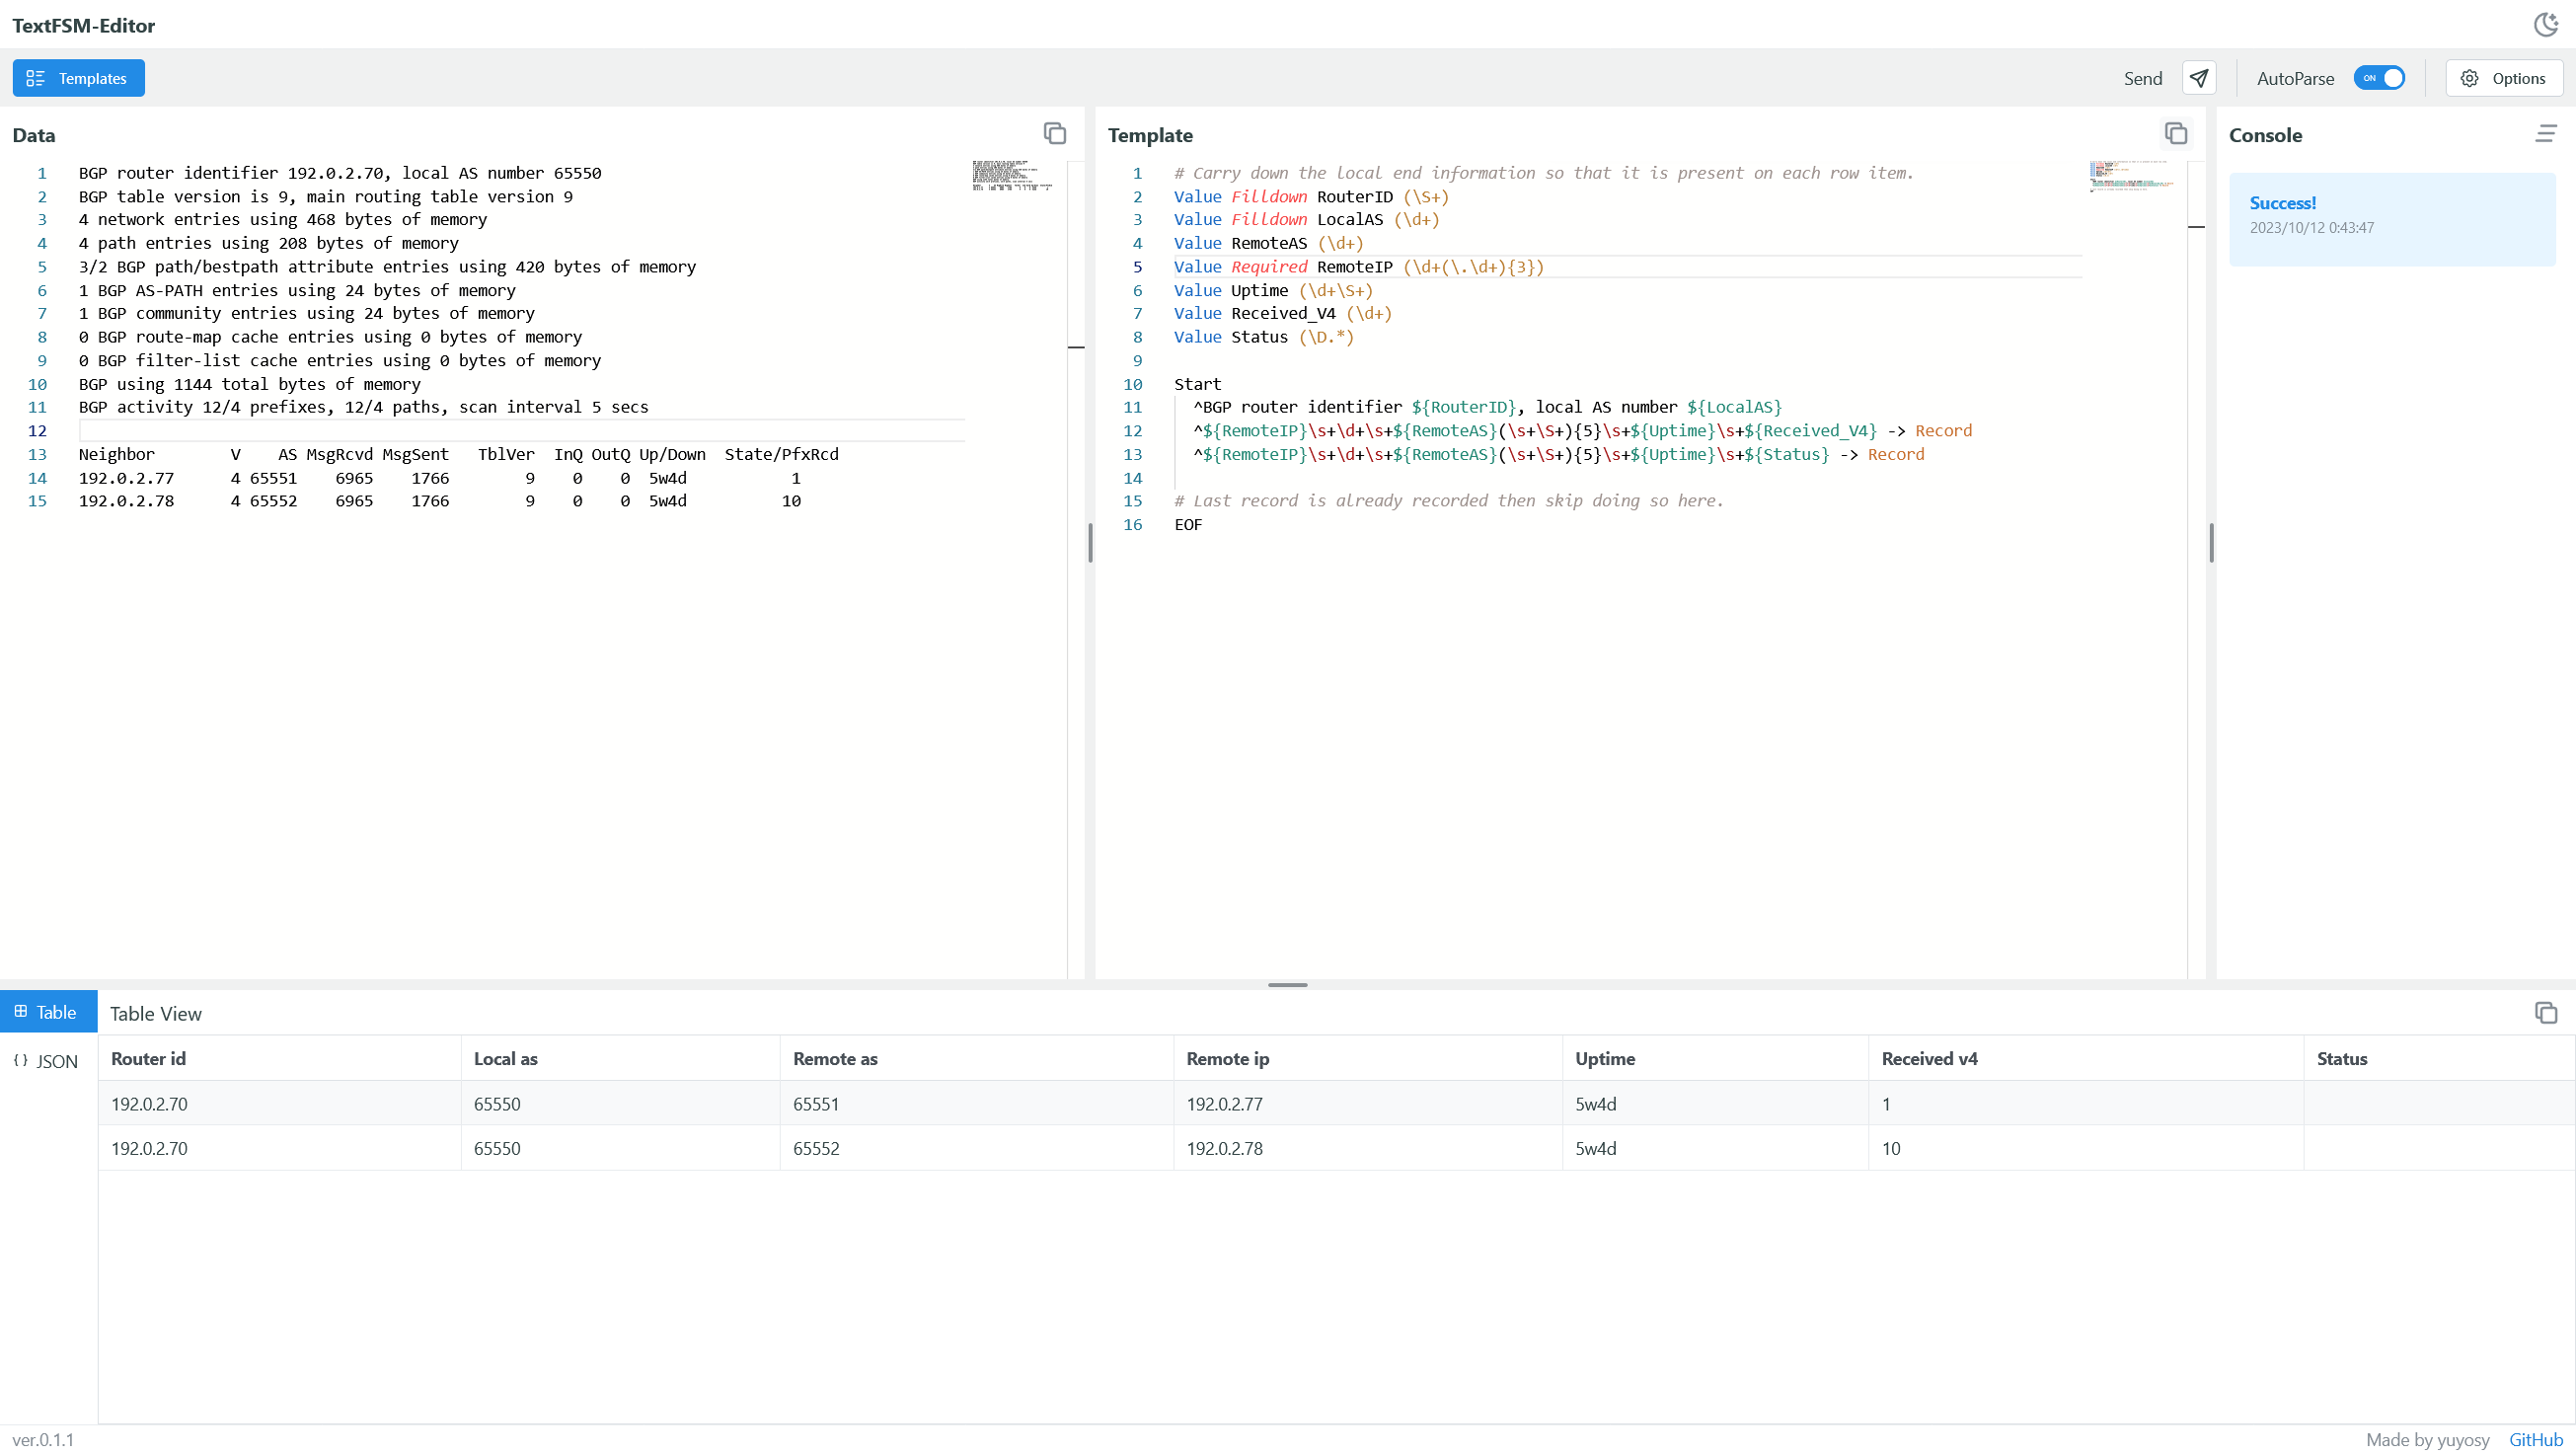 TextFSM-Editor
Templates
Send
AutoParse
ON
Options
Data
1 BGP router identifier 192.0.2.70, local AS number 65550
2 BGP table version is 9, main routing table version 9
3 4 network entries using 468 bytes of memory
4 4 path entries using 208 bytes of memory
5 3/2 BGP path/bestpath attribute entries using 420 bytes of memory
6 1 BGP AS-PATH entries using 24 bytes of memory
7 1 BGP community entries using 24 bytes of memory
8 0 BGP route-map cache entries using 0 bytes of memory
9 0 BGP filter-list cache entries using 0 bytes of memory
10 BGP using 1144 total bytes of memory
11 BGP activity 12/4 prefixes, 12/4 paths, scan interval 5 secs
12
13 Neighbor        V    AS MsgRcvd MsgSent   TblVer  InQ OutQ Up/Down  State/PfxRcd
14 192.0.2.77      4 65551    6965    1766        9    0    0  5w4d           1
15 192.0.2.78      4 65552    6965    1766        9    0    0  5w4d          10
Template
1 # Carry down the local end information so that it is present on each row item.
2 Value Filldown RouterID (\S+)
3 Value Filldown LocalAS (\d+)
4 Value RemoteAS (\d+)
5 Value Required RemoteIP (\d+(\.\d+){3})
6 Value Uptime (\d+\S+)
7 Value Received_V4 (\d+)
8 Value Status (\D.*)
9
10 Start
11   ^BGP router identifier ${RouterID}, local AS number ${LocalAS}
12   ^${RemoteIP}\s+\d+\s+${RemoteAS}(\s+\S+){5}\s+${Uptime}\s+${Received_V4} -> Record
13   ^${RemoteIP}\s+\d+\s+${RemoteAS}(\s+\S+){5}\s+${Uptime}\s+${Status} -> Record
14
15 # Last record is already recorded then skip doing so here.
16 EOF
Console
Success!
2023/10/12 0:43:47
Table
{ } JSON
Table View
Router id Local as Remote as Remote ip Uptime Received v4 Status
192.0.2.70 65550 65551 192.0.2.77 5w4d 1
192.0.2.70 65550 65552 192.0.2.78 5w4d 10
ver.0.1.1
Made by yuyosy GitHub